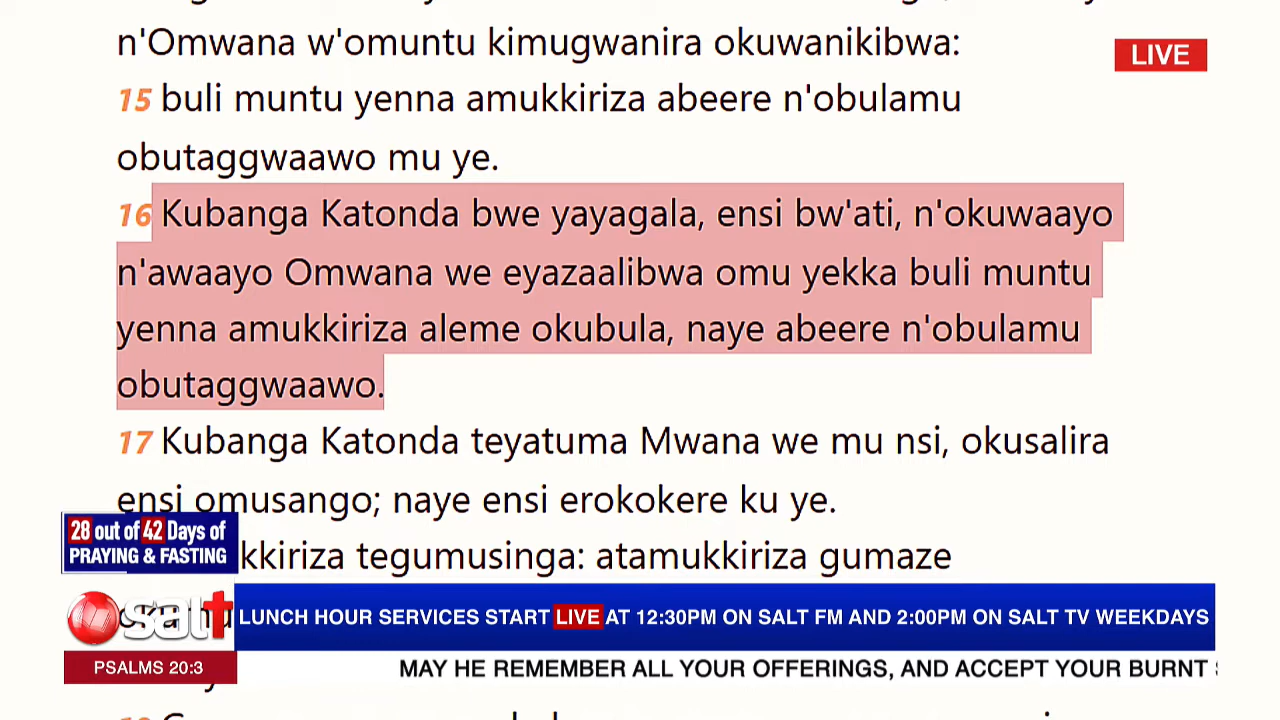 n'Omwana w'omuntu kimugwanira okuwanikibwa:
LIVE
15 buli muntu yenna amukkiriza abeere n'obulamu
obutaggwaawo mu ye.
16 Kubanga Katonda bwe yayagala, ensi bw'ati, n'okuwaayo
n'awaayo Omwana we eyazaalibwa omu yekka buli muntu
yenna amukkiriza aleme okubula, naye abeere n'obulamu
obutaggwaawo.
17 Kubanga Katonda teyatuma Mwana we mu nsi, okusalira
ensi omusango; naye ensi erokokere ku ye.
tegumusinga: atamukkiriza gumaze
28 out of 42 Days of
PRAYING & FASTING
salt
LUNCH HOUR SERVICES START LIVE AT 12:30PM ON SALT FM AND 2:00PM ON SALT TV WEEKDAYS
PSALMS 20:3
MAY HE REMEMBER ALL YOUR OFFERINGS, AND ACCEPT YOUR BURNT